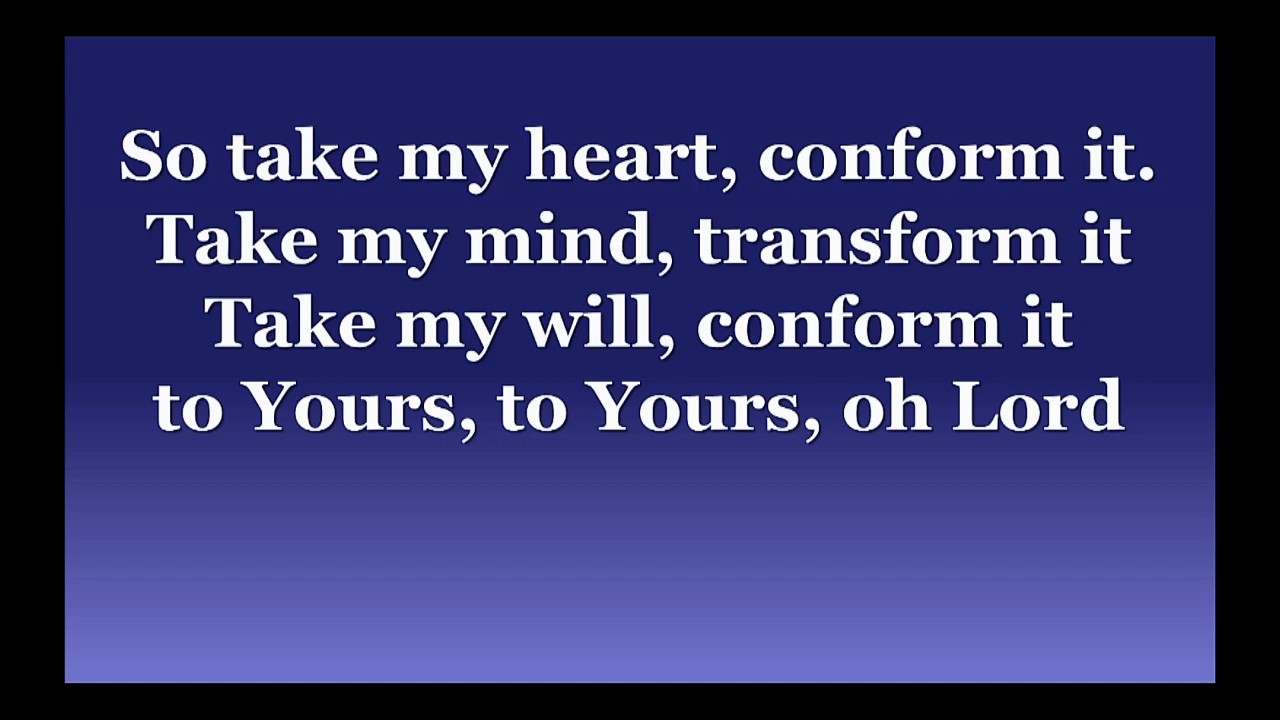 So take my heart, conform it.
Take my mind, transform it
Take my will, conform it
to Yours, to Yours, oh Lord